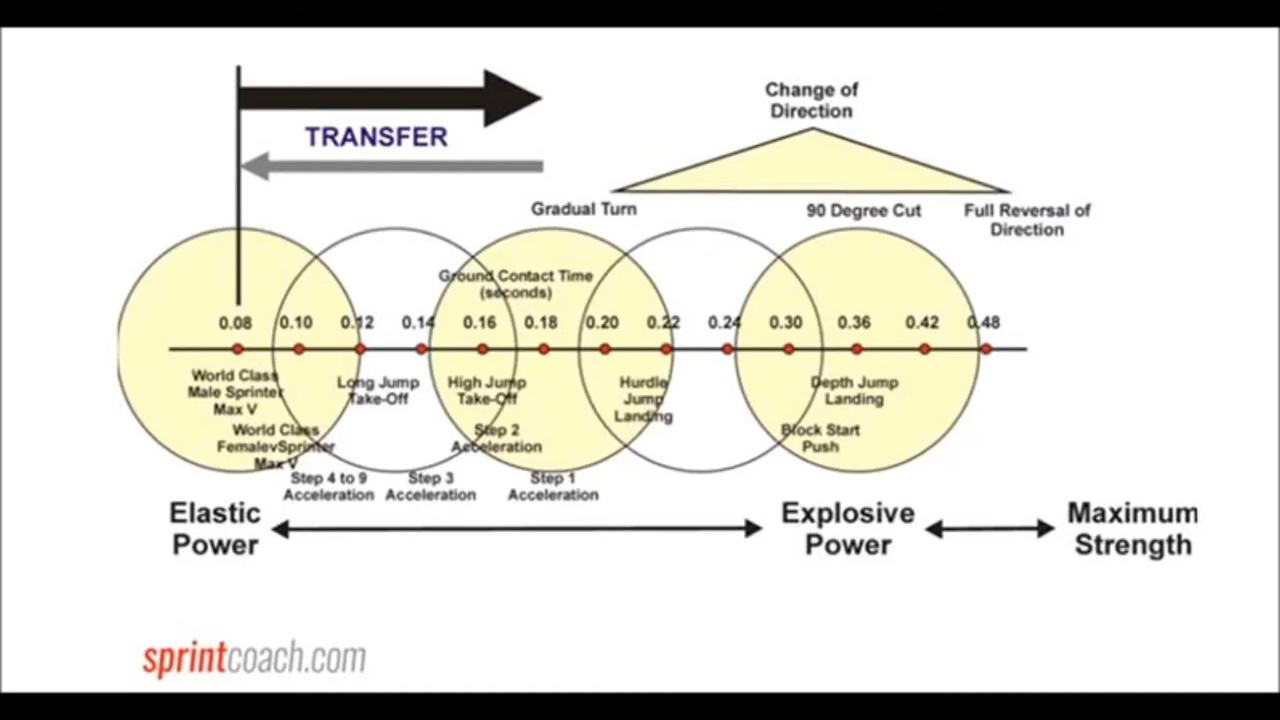 TRANSFER
Change of
Direction
Gradual Turn
90 Degree Cut
Full Reversal of
Direction
Ground Contact Time
(seconds)
0.08 0.10 0.12 0.14 0.16 0.18 0.20 0.22 0.24 0.30 0.36 0.42 0.48
World Class
Male Sprinter
Max V
Long Jump
Take-Off
High Jump
Take-Off
Hurdle
Jump
Landing
Depth Jump
Landing
World Class
FemalevSprinter
Max V
Step 2
Acceleration
Block Start
Push
Step 4 to 9
Acceleration
Step 3
Acceleration
Step 1
Acceleration
Elastic
Power
Explosive
Power
Maximum
Strength
sprintcoach.com